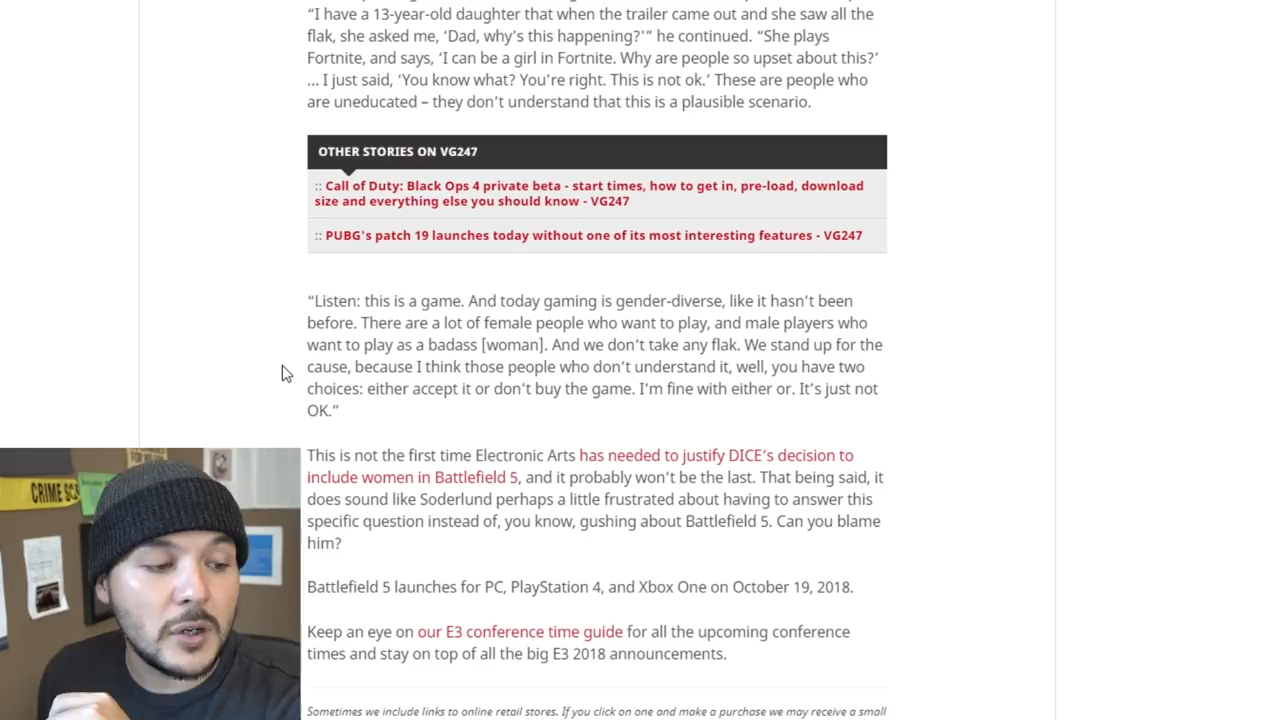 “I have a 13-year-old daughter that when the trailer came out and she saw all the
flak, she asked me, ‘Dad, why’s this happening?'” he continued. “She plays
Fortnite, and says, ‘I can be a girl in Fortnite. Why are people so upset about this?’
… I just said, ‘You know what? You’re right. This is not ok.’ These are people who
are uneducated – they don’t understand that this is a plausible scenario.
OTHER STORIES ON VG247
:: Call of Duty: Black Ops 4 private beta - start times, how to get in, pre-load, download
size and everything else you should know - VG247
:: PUBG's patch 19 launches today without one of its most interesting features - VG247
“Listen: this is a game. And today gaming is gender-diverse, like it hasn’t been
before. There are a lot of female people who want to play, and male players who
want to play as a badass [woman]. And we don’t take any flak. We stand up for the
cause, because I think those people who don’t understand it, well, you have two
choices: either accept it or don’t buy the game. I’m fine with either or. It’s just not
OK.”
This is not the first time Electronic Arts has needed to justify DICE’s decision to
include women in Battlefield 5, and it probably won’t be the last. That being said, it
does sound like Soderlund perhaps a little frustrated about having to answer this
specific question instead of, you know, gushing about Battlefield 5. Can you blame
him?
Battlefield 5 launches for PC, PlayStation 4, and Xbox One on October 19, 2018.
Keep an eye on our E3 conference time guide for all the upcoming conference
times and stay on top of all the big E3 2018 announcements.
Sometimes we include links to online retail stores. If you click on one and make a purchase we may receive a small
CRIME SC